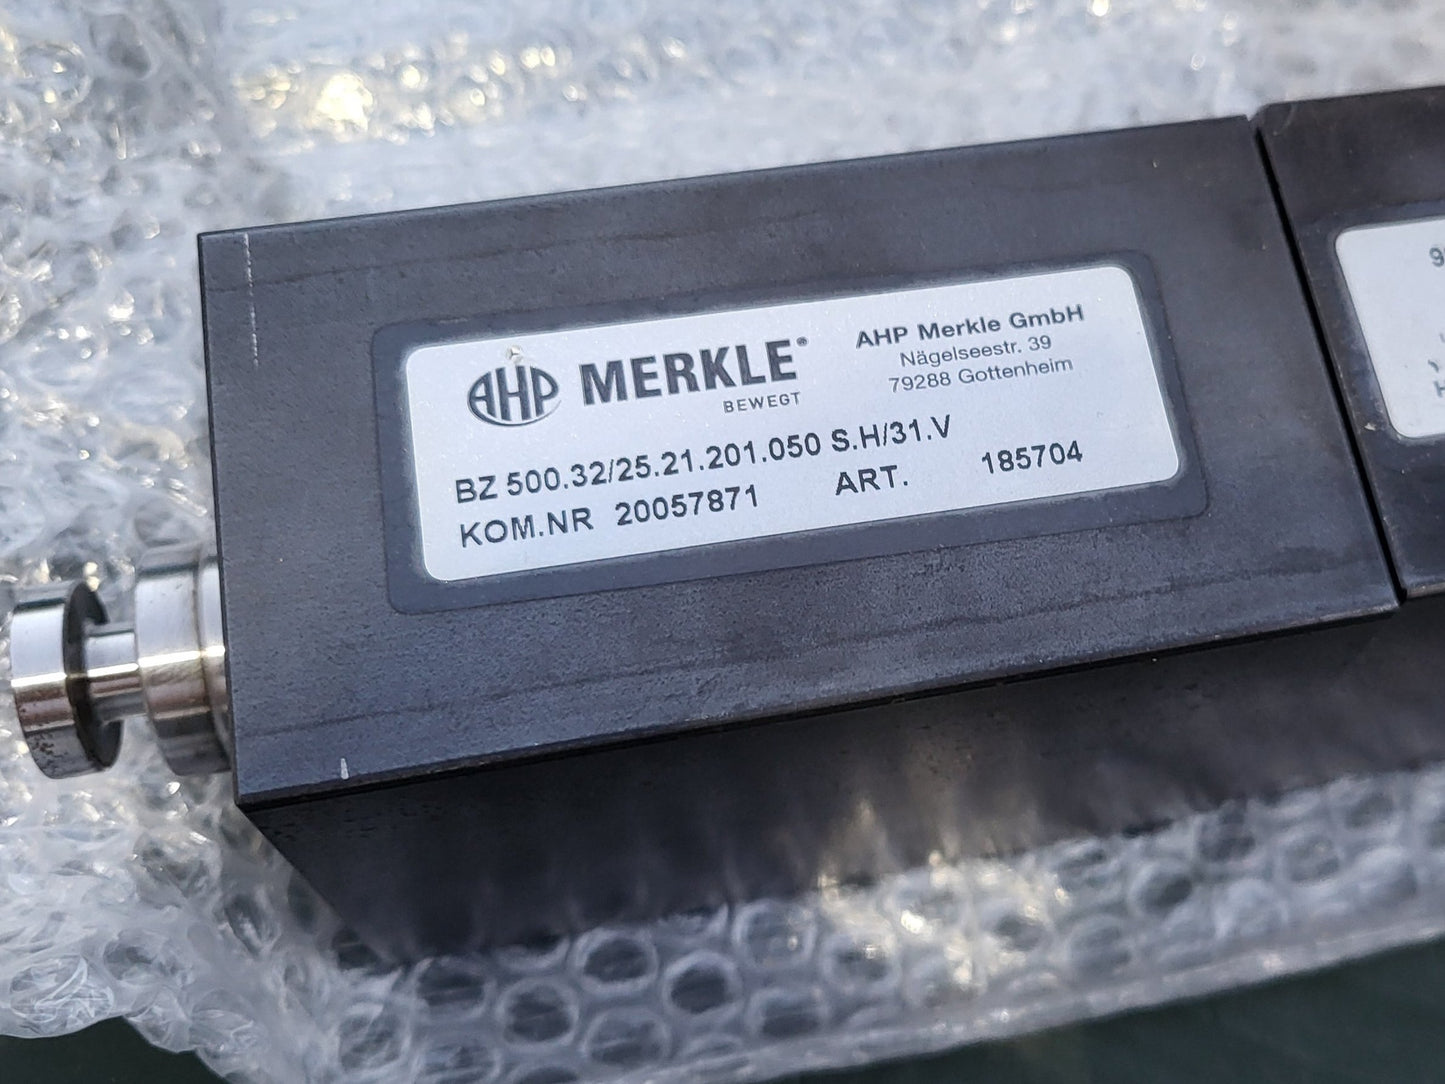 AHP MERKLE®
BEWEGT
AHP Merkle GmbH
Nägelseestr. 39
79288 Gottenheim
BZ 500.32/25.21.201.050 S.H/31.V
KOM.NR 20057871 ART. 185704